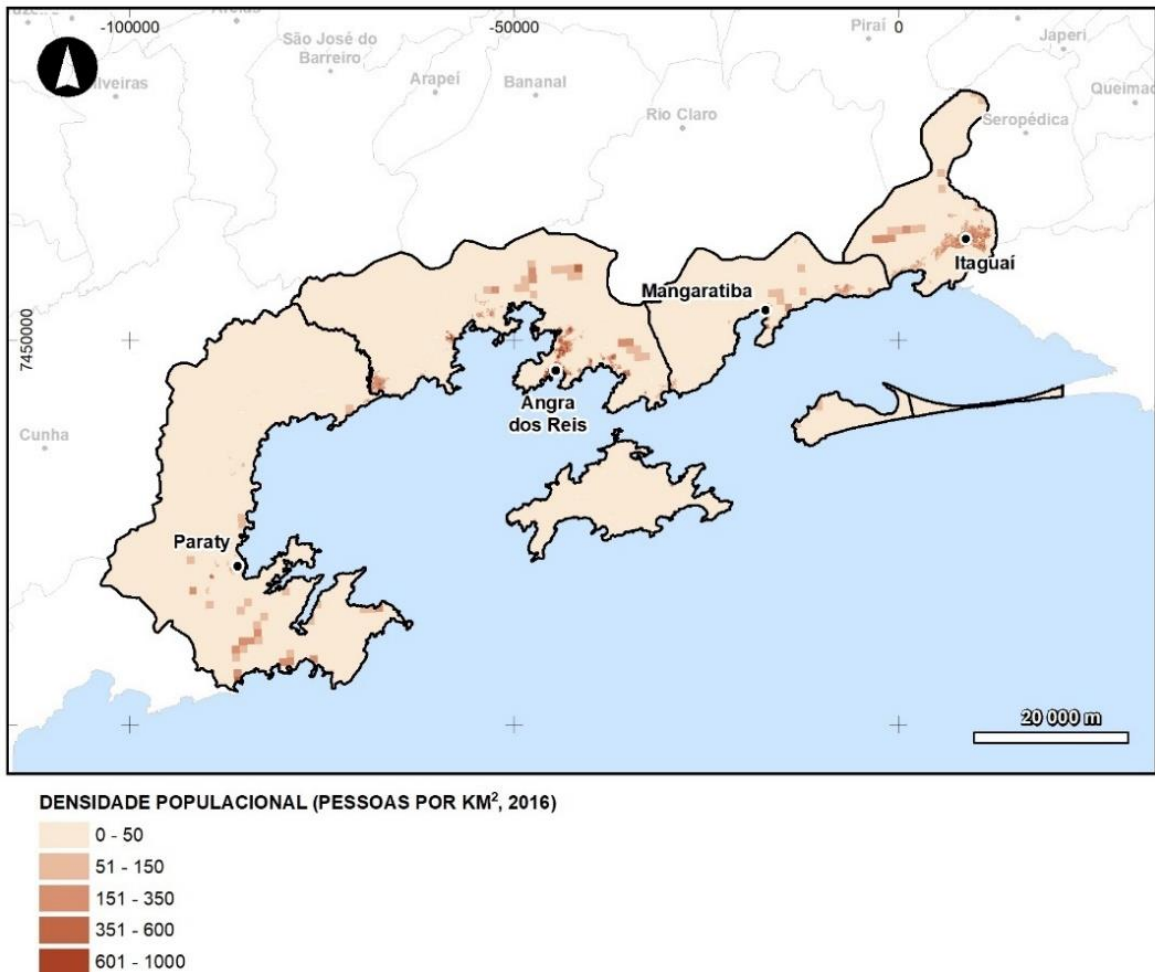 -100000
-50000
0
São José do
Barreiro
Arapeí
Bananal
Piraí
Japeri
Rio Claro
Seropédica
Itaguaí
Mangaratiba
7450000
Angra
dos Reis
Cunha
Paraty
20 000 m
DENSIDADE POPULACIONAL (PESSOAS POR KM², 2016)
0 - 50
51 - 150
151 - 350
351 - 600
601 - 1000